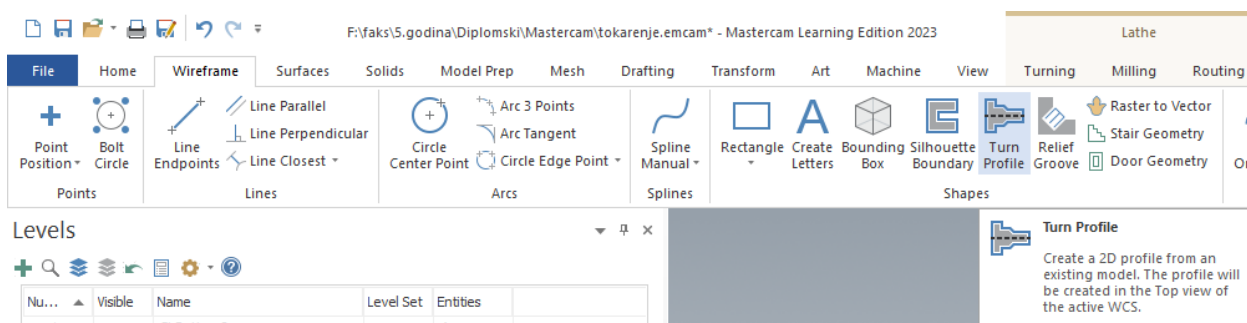 F:\faks\5.godina\Diplomski\Mastercam\tokarenje.emcam* - Mastercam Learning Edition 2023
Lathe
File Home Wireframe Surfaces Solids Model Prep Mesh Drafting Transform Art Machine View Turning Milling Routing
Point Position
Bolt Circle
Line Endpoints
Line Parallel
Line Perpendicular
Line Closest
Circle Center Point
Arc 3 Points
Arc Tangent
Circle Edge Point
Spline Manual
Rectangle
Create Letters
Bounding Box
Silhouette Boundary
Turn Profile
Relief Groove
Raster to Vector
Stair Geometry
Door Geometry
Points Lines Arcs Splines Shapes
Levels
Nu... Visible Name Level Set Entities
Turn Profile
Create a 2D profile from an
existing model. The profile will
be created in the Top view of
the active WCS.